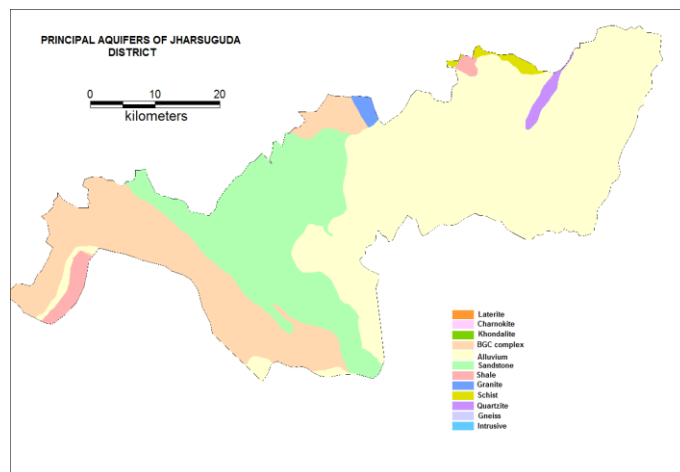 PRINCIPAL AQUIFERS OF JHARSUGUDA
DISTRICT
0 10 20
kilometers
Laterite
Charnokite
Khondalite
BGC complex
Alluvium
Sandstone
Shale
Granite
Schist
Quartzite
Gneiss
Intrusive